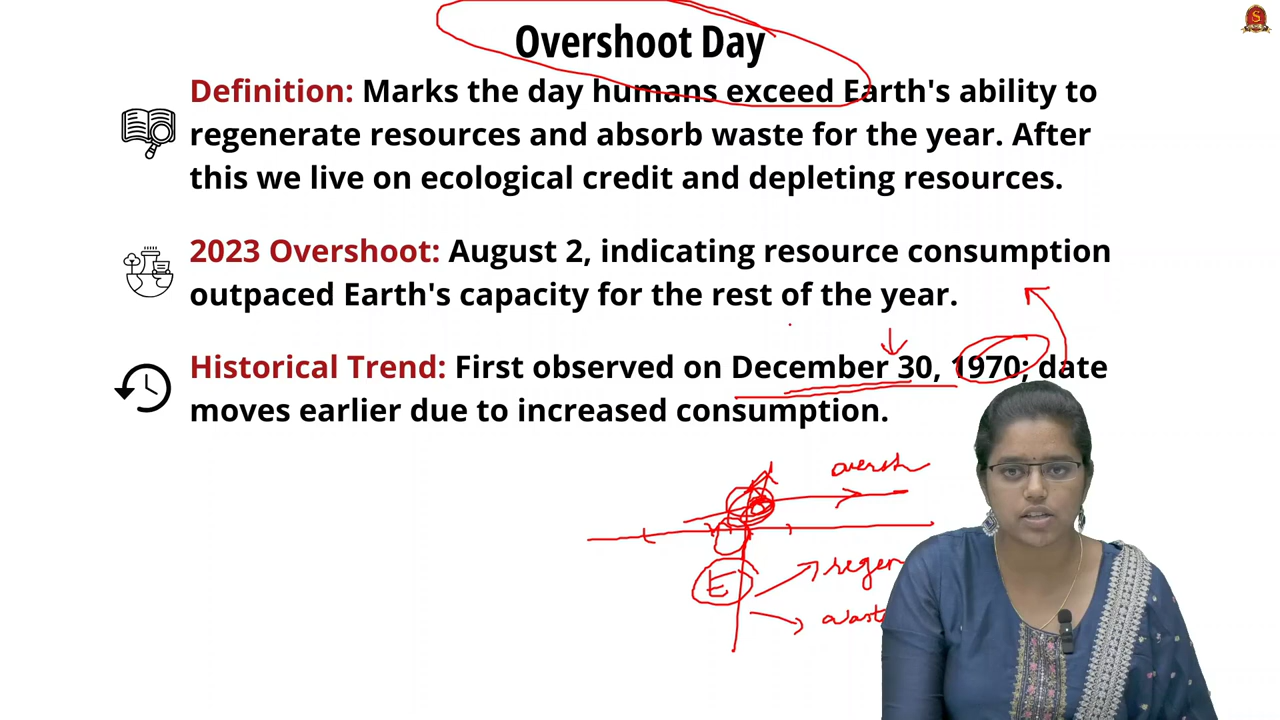 Overshoot Day
Definition: Marks the day humans exceed Earth's ability to
regenerate resources and absorb waste for the year. After
this we live on ecological credit and depleting resources.
2023 Overshoot: August 2, indicating resource consumption
outpaced Earth's capacity for the rest of the year.
Historical Trend: First observed on December 30, 1970; date
moves earlier due to increased consumption.
oversh
E
regen
waste